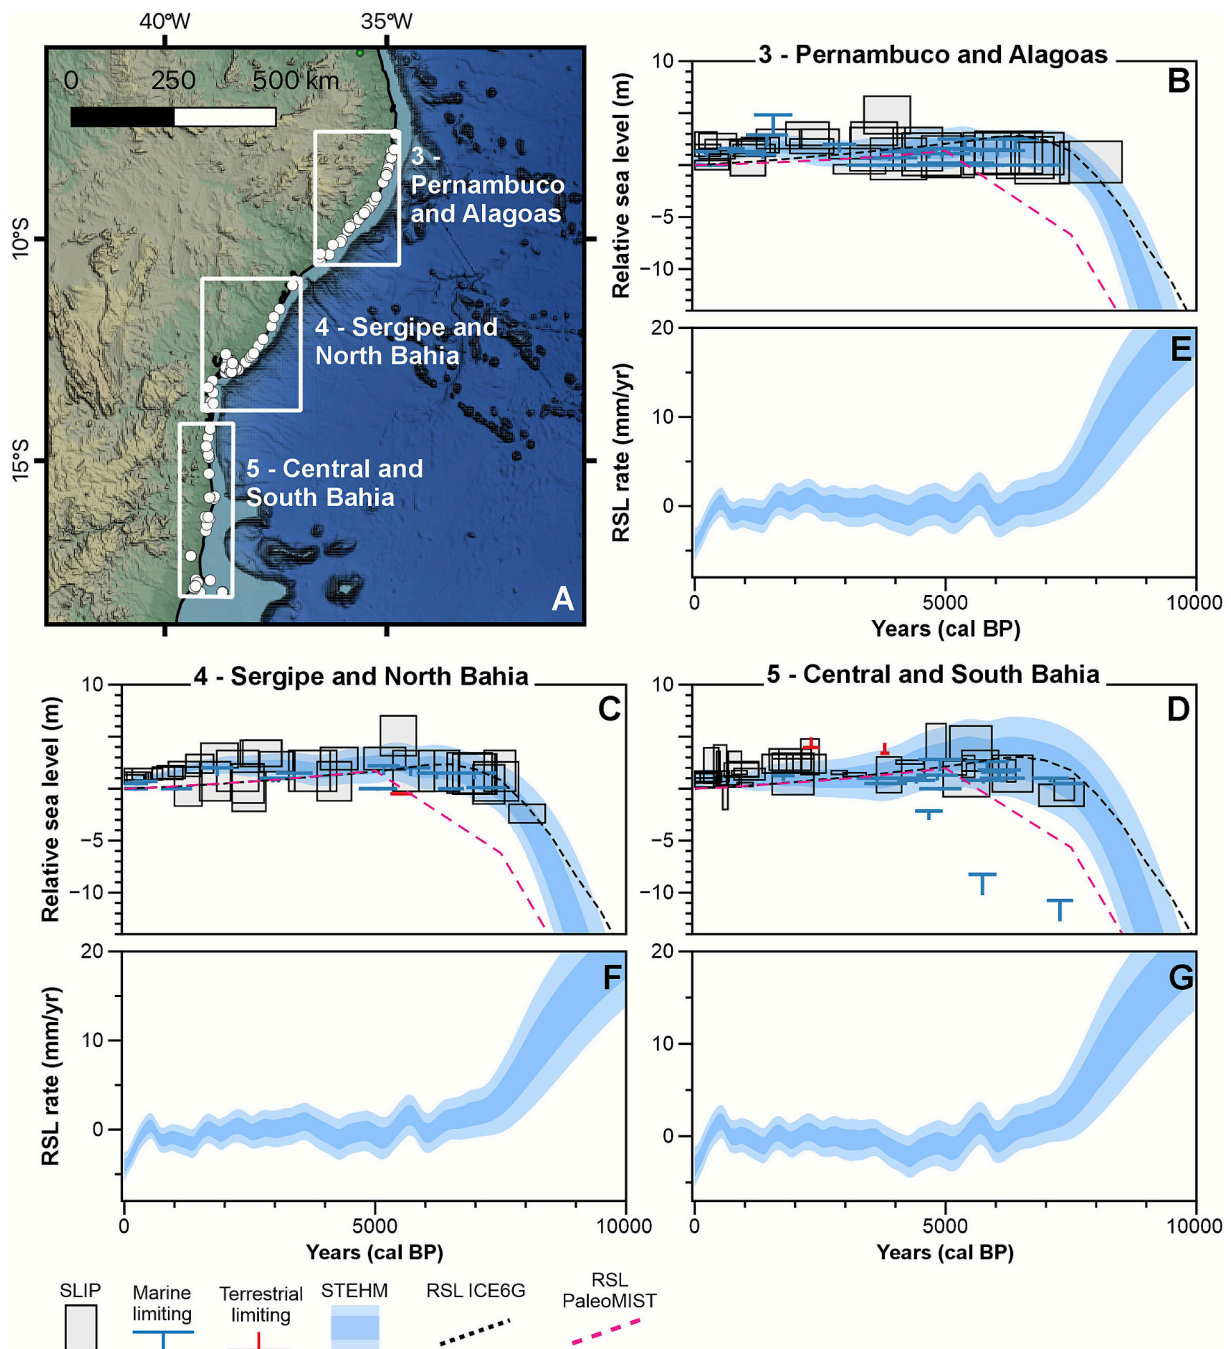 40°W 35°W
0 250 500 km
10°S
15°S
3 -
Pernambuco
and Alagoas
4 - Sergipe and
North Bahia
5 - Central and
South Bahia
A
3 - Pernambuco and Alagoas
B
Relative sea level (m)
10
−5
−10
E
RSL rate (mm/yr)
20
10
0
0 5000 10000
Years (cal BP)
4 - Sergipe and North Bahia
C
Relative sea level (m)
10
−5
−10
F
RSL rate (mm/yr)
20
10
0
0 5000 10000
Years (cal BP)
5 - Central and South Bahia
D
10
−5
−10
G
20
10
0
0 5000 10000
Years (cal BP)
SLIP
Marine
limiting
Terrestrial
limiting
STEHM
RSL ICE6G
RSL
PaleoMIST